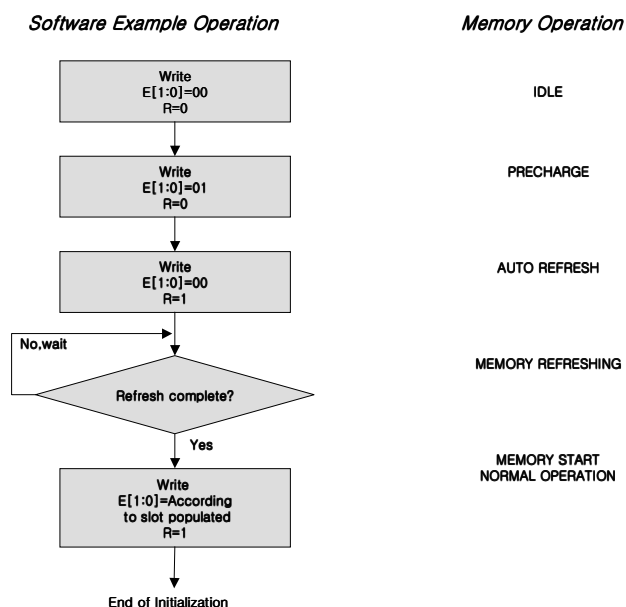 Software Example Operation
Memory Operation
Write
E[1:0]=00
R=0
IDLE
Write
E[1:0]=01
R=0
PRECHARGE
Write
E[1:0]=00
R=1
AUTO REFRESH
No,wait
Refresh complete?
MEMORY REFRESHING
Yes
Write
E[1:0]=According
to slot populated
R=1
MEMORY START
NORMAL OPERATION
End of Initialization